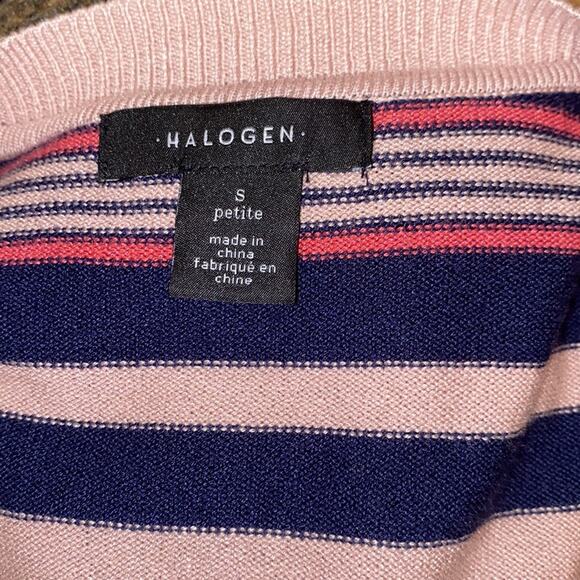 · HALOGEN ·
S
petite
made in
china
fabriqué en
chine